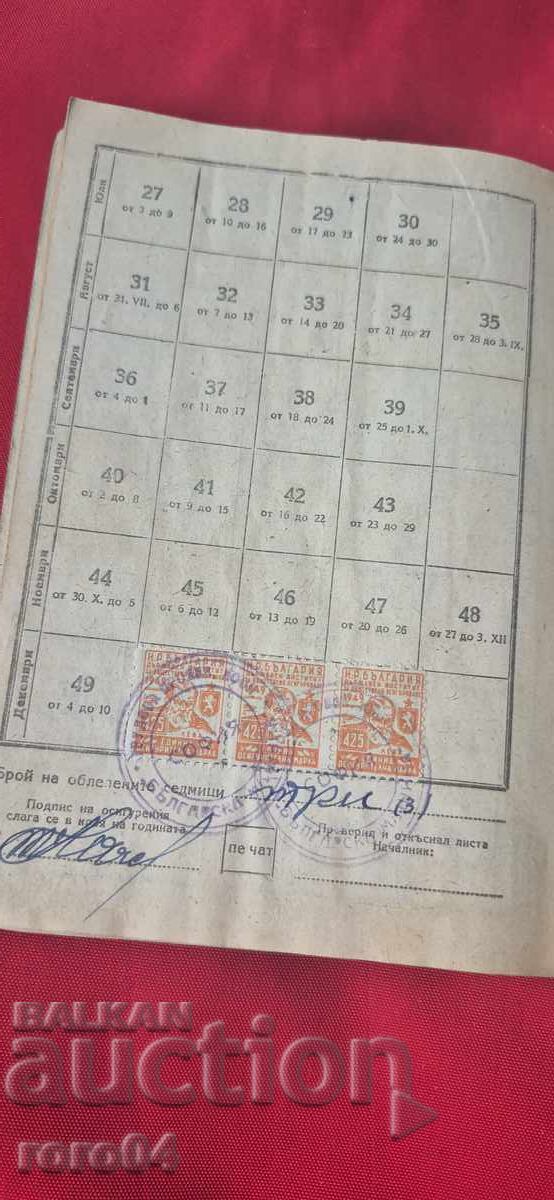 Юли
27
от 3 до 9
28
от 10 до 16
29
от 17 до 23
30
от 24 до 30
Август
31
от 31. VII. до 6
32
от 7 до 13
33
от 14 до 20
34
от 21 до 27
35
от 28 до 3. IX.
Септември
36
от 4 до 1
37
от 11 до 17
38
от 18 до 24
39
от 25 до 1. X.
Октомври
40
от 2 до 8
41
от 9 до 15
42
от 16 до 22
43
от 23 до 29
Ноември
44
от 30. X. до 5
45
от 6 до 12
46
от 13 до 19
47
от 20 до 26
48
от 27 до 3. XII
Декември
49
от 4 до 10
Н.Р. БЪЛГАРИЯ
Н.Р. БЪЛГАРИЯ
Н.Р. БЪЛГАРИЯ
1949
425
425
425
Брой на облепените седмици три (3)
Подпис на осигурения
слага се в края на годината
печат
Проверил и откъснал листа
Началник:
BALKAN
auction
roro04